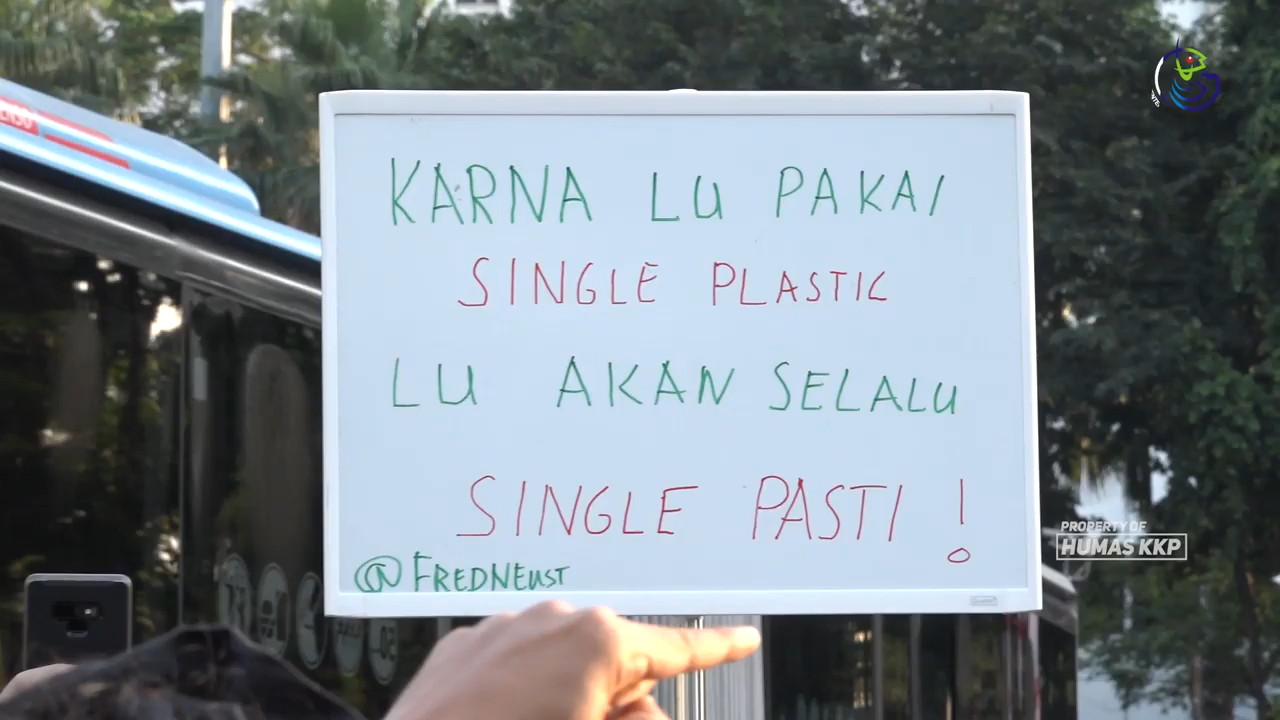 KARNA LU PAKAI
SINGLE PLASTIC
LU AKAN SELALU
SINGLE PASTI !
@FREDNEUST
PROPERTY OF
HUMAS KKP